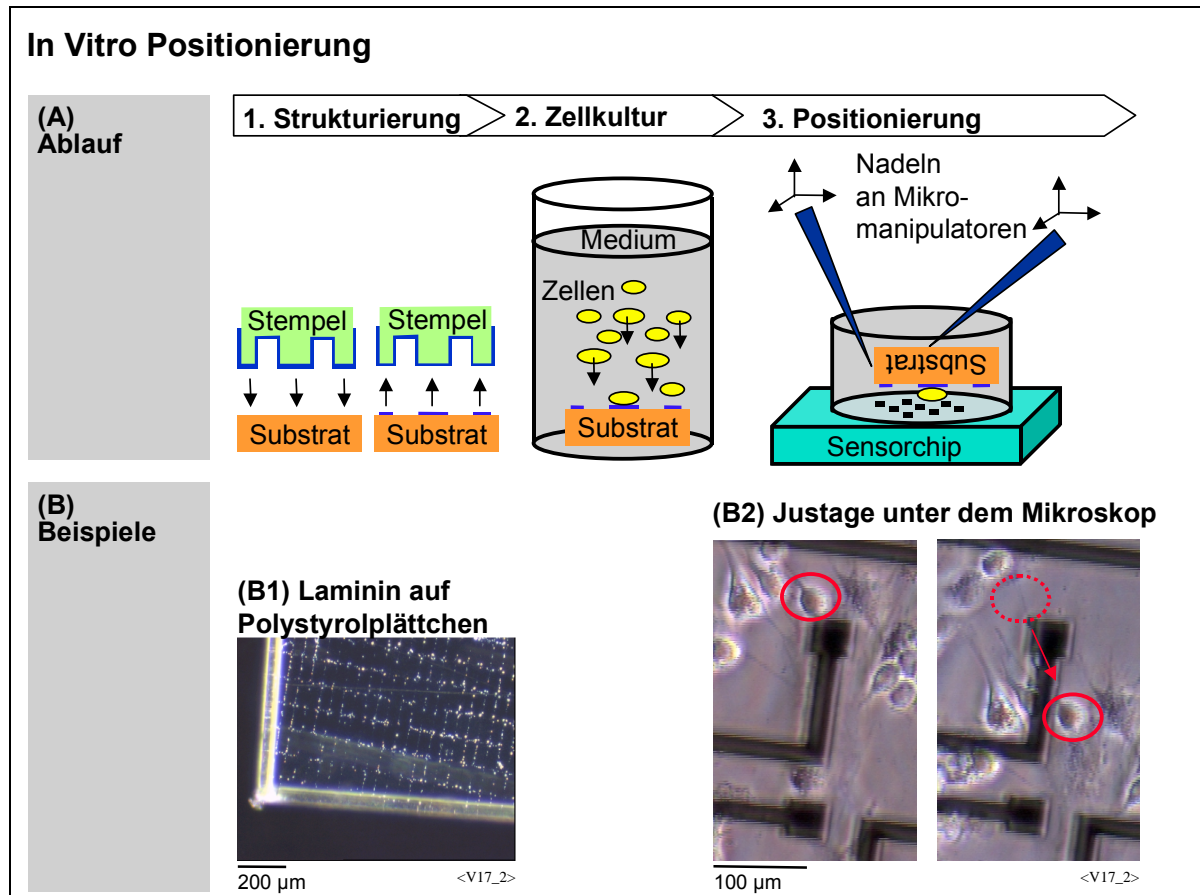 In Vitro Positionierung
(A)
Ablauf
1. Strukturierung
2. Zellkultur
3. Positionierung
Stempel
Stempel
Substrat
Substrat
Medium
Zellen
Substrat
Nadeln
an Mikro-
manipulatoren
Substrat
Sensorchip
(B)
Beispiele
(B1) Laminin auf
Polystyrolplättchen
200 µm
<V17_2>
(B2) Justage unter dem Mikroskop
100 µm
<V17_2>